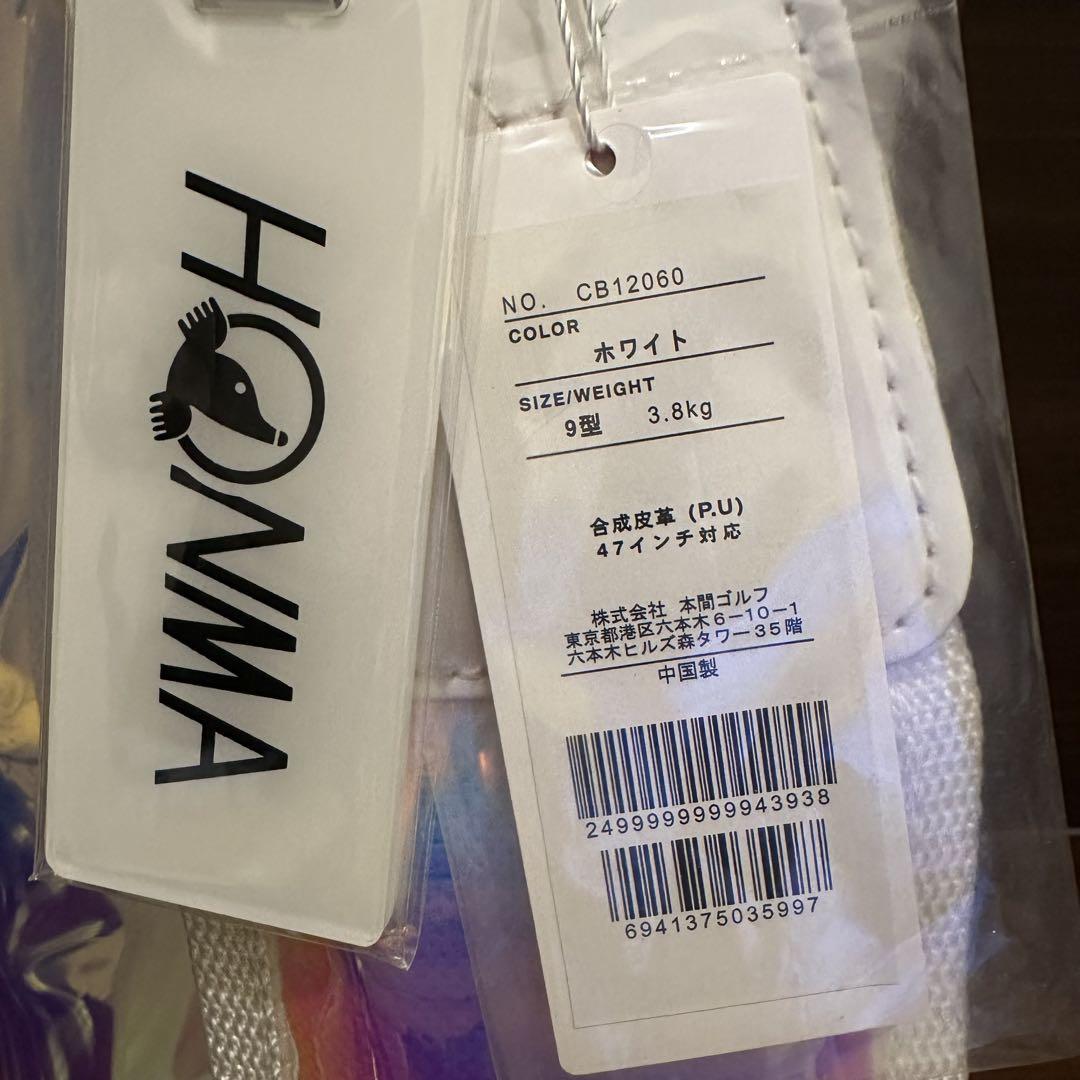 HONMA
NO. CB12060
COLOR
ホワイト
SIZE/WEIGHT
9型 3.8kg
合成皮革 (P.U)
47インチ対応
株式会社 本間ゴルフ
東京都港区六本木6-10-1
六本木ヒルズ森タワー35階
中国製
2499999999943938
6941375035997